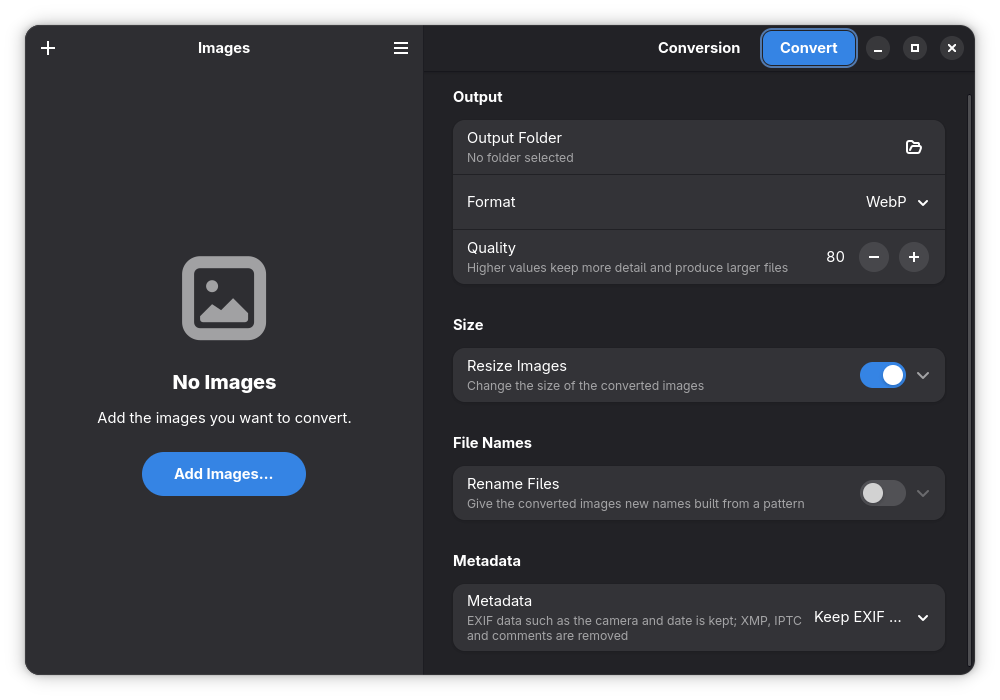 Images
Conversion
Convert
No Images
Add the images you want to convert.
Add Images...
Output
Output Folder
No folder selected
Format
WebP
Quality
Higher values keep more detail and produce larger files
80
Size
Resize Images
Change the size of the converted images
File Names
Rename Files
Give the converted images new names built from a pattern
Metadata
Metadata
EXIF data such as the camera and date is kept; XMP, IPTC
and comments are removed
Keep EXIF ...